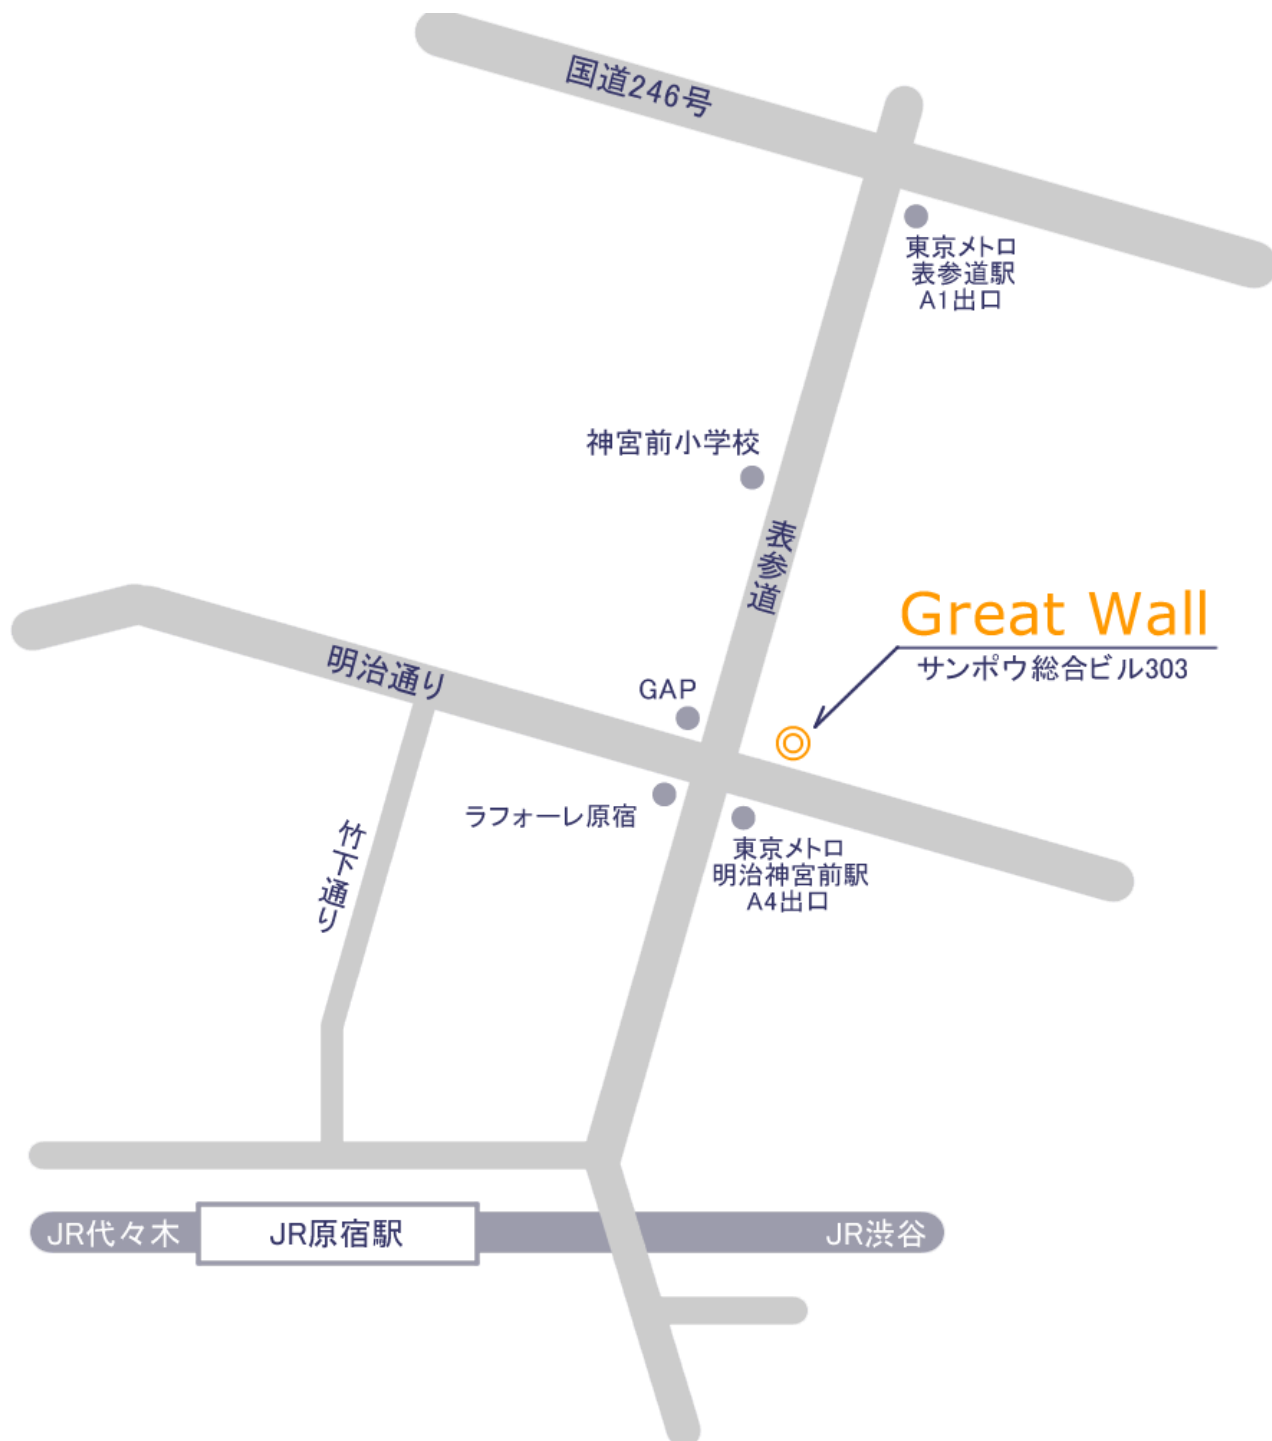 国道246号
東京メトロ
表参道駅
A1出口
神宮前小学校
表参道
Great Wall
サンポウ総合ビル303
明治通り
GAP
ラフォーレ原宿
東京メトロ
明治神宮前駅
A4出口
竹下通り
JR代々木
JR原宿駅
JR渋谷